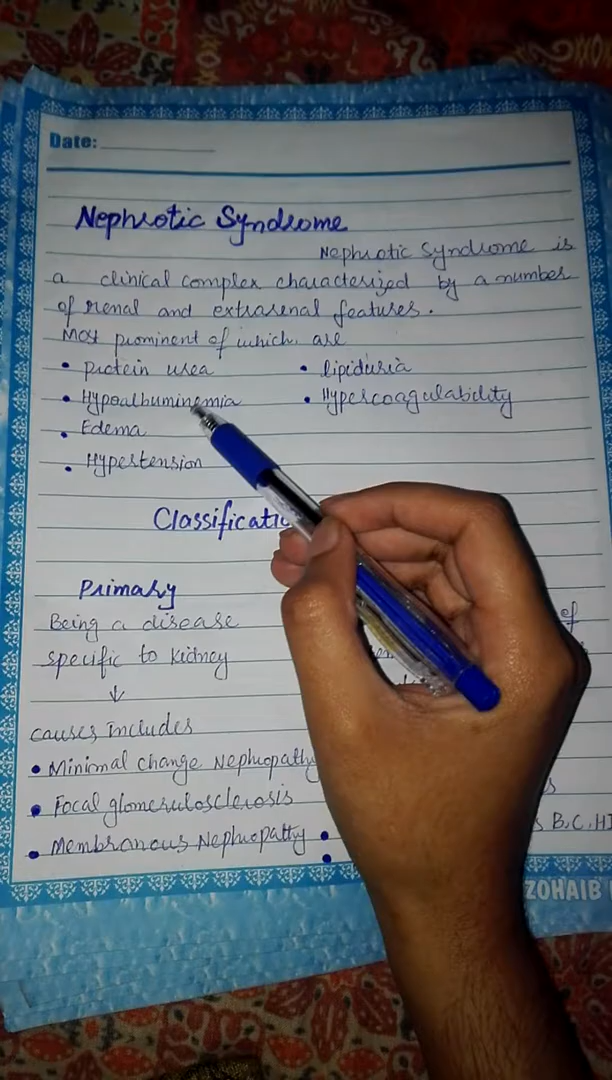 Date:
Nephrotic Syndrome
Nephrotic Syndrome is
a clinical complex characterized by a number
of renal and extrarenal features.
Most prominent of which are
• protein urea
• lipiduria
• Hypoalbuminemia
• Hypercoagulability
• Edema
• Hypertension
Classificatio
Primary
Being a disease
of
specific to Kidney
↓
causes includes
• Minimal change Nephropathy
• Focal glomerulosclerosis
• Membranous Nephropathy
B.C, HI
ZOHAIB